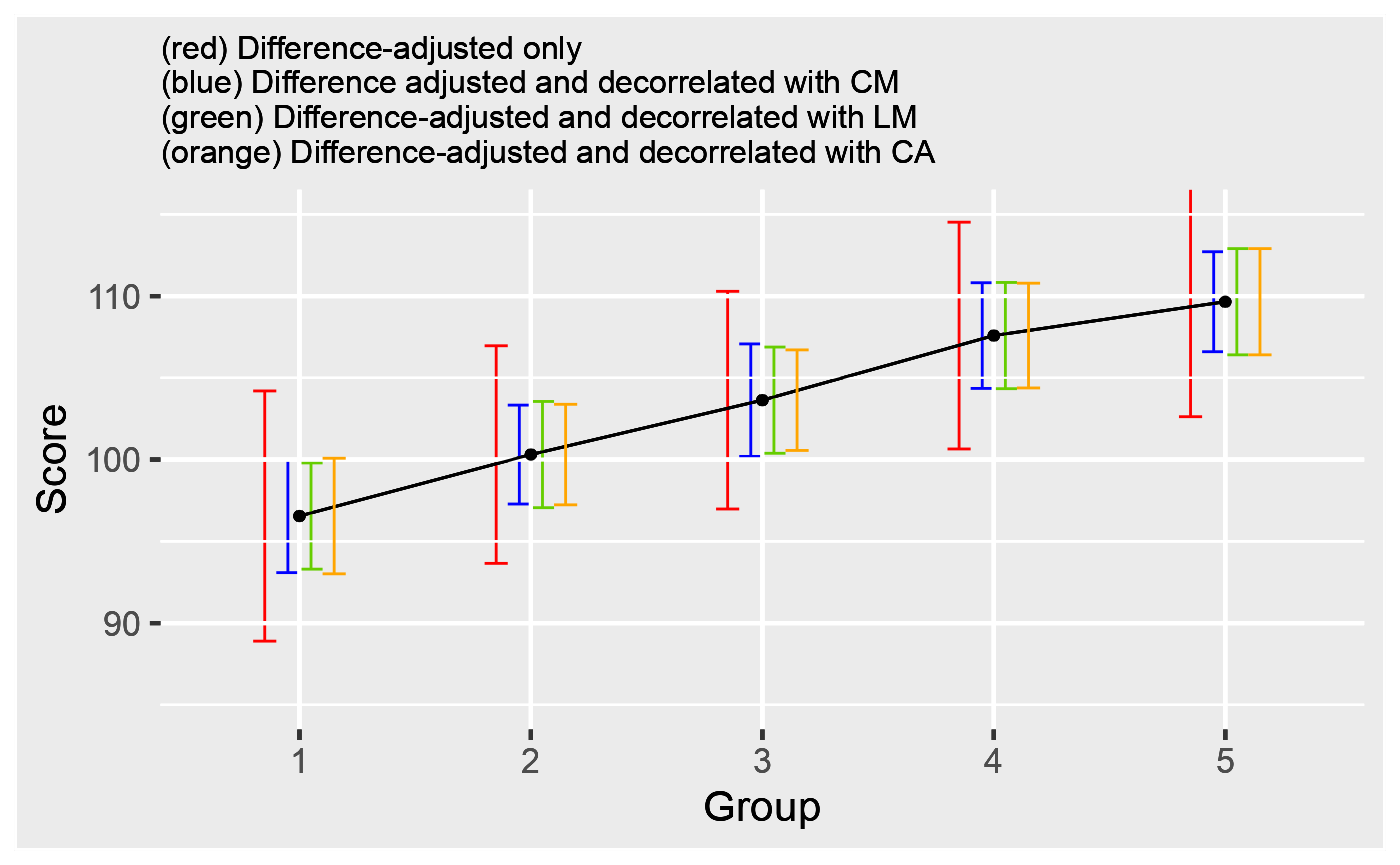 (red) Difference-adjusted only
(blue) Difference adjusted and decorrelated with CM
(green) Difference-adjusted and decorrelated with LM
(orange) Difference-adjusted and decorrelated with CA
110
100
90
Score
1 2 3 4 5
Group